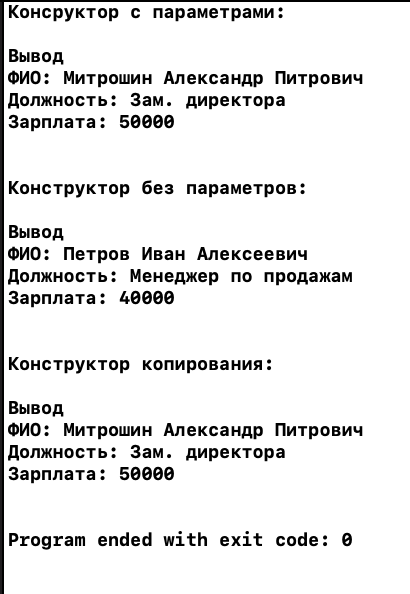 Консруктор с параметрами:
Вывод
ФИО: Митрошин Александр Питрович
Должность: Зам. директора
Зарплата: 50000
Конструктор без параметров:
Вывод
ФИО: Петров Иван Алексеевич
Должность: Менеджер по продажам
Зарплата: 40000
Конструктор копирования:
Вывод
ФИО: Митрошин Александр Питрович
Должность: Зам. директора
Зарплата: 50000
Program ended with exit code: 0